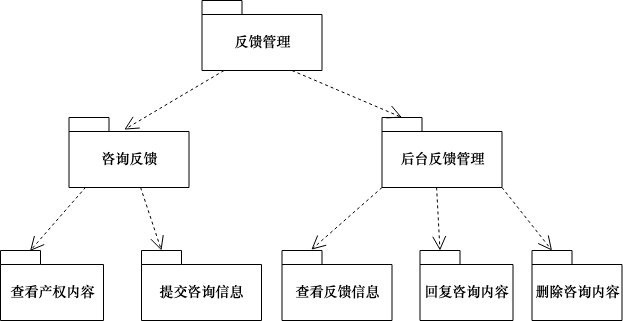 反馈管理
咨询反馈
后台反馈管理
查看产权内容
提交咨询信息
查看反馈信息
回复咨询内容
删除咨询内容